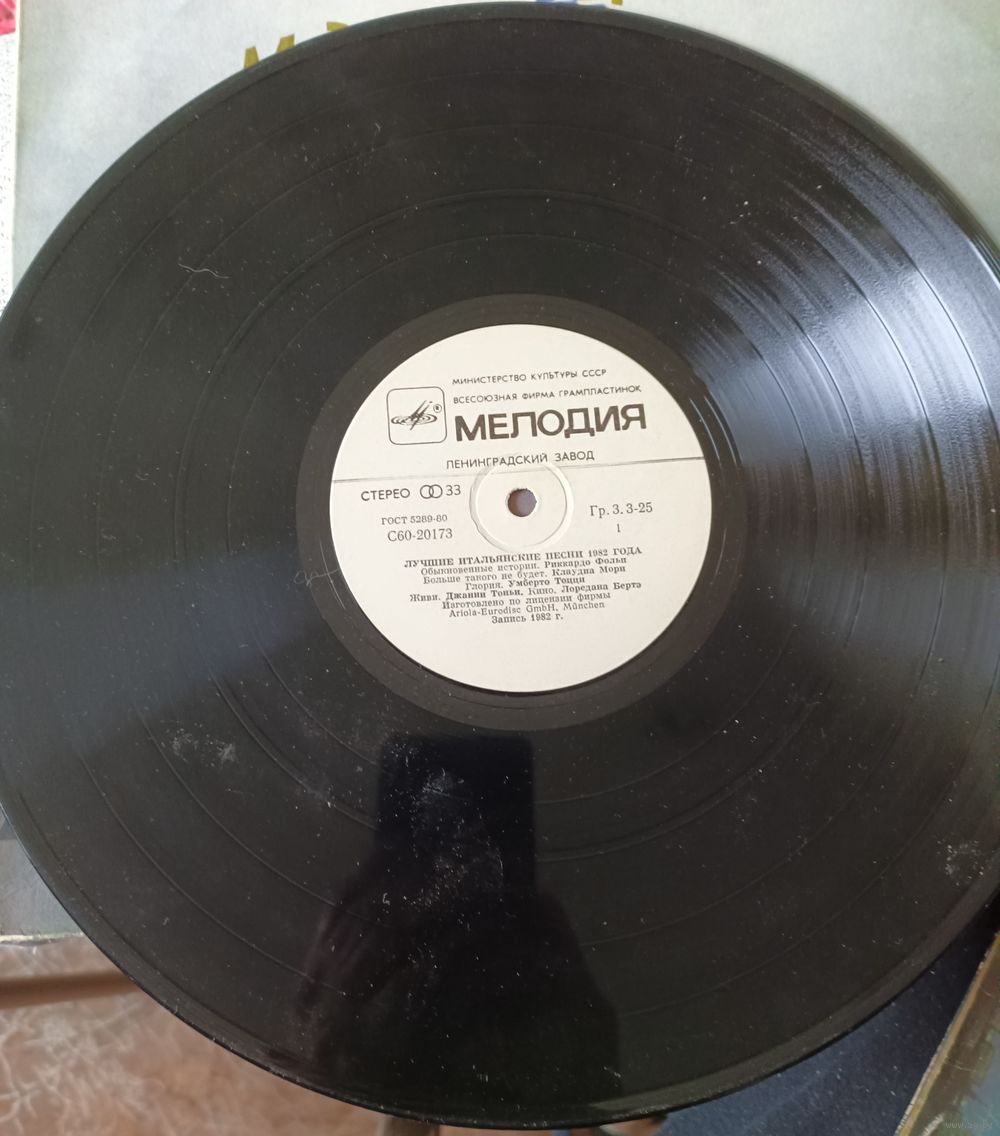 МИНИСТЕРСТВО КУЛЬТУРЫ СССР
ВСЕСОЮЗНАЯ ФИРМА ГРАМПЛАСТИНОК
®
МЕЛОДИЯ
ЛЕНИНГРАДСКИЙ ЗАВОД
СТЕРЕО 33
ГОСТ 5289-80
С60-20173
Гр. 3. 3-25
1
ЛУЧШИЕ ИТАЛЬЯНСКИЕ ПЕСНИ 1982 ГОДА
Обыкновенные истории. Риккардо Фольи
Больше такого не будет. Клаудиа Мори
Глория. Умберто Тоцци
Живи. Джанни Тоньи. Кино. Лоредана Бертэ
Изготовлено по лицензии фирмы
Ariola-Eurodisc GmbH, München
Запись 1982 г.